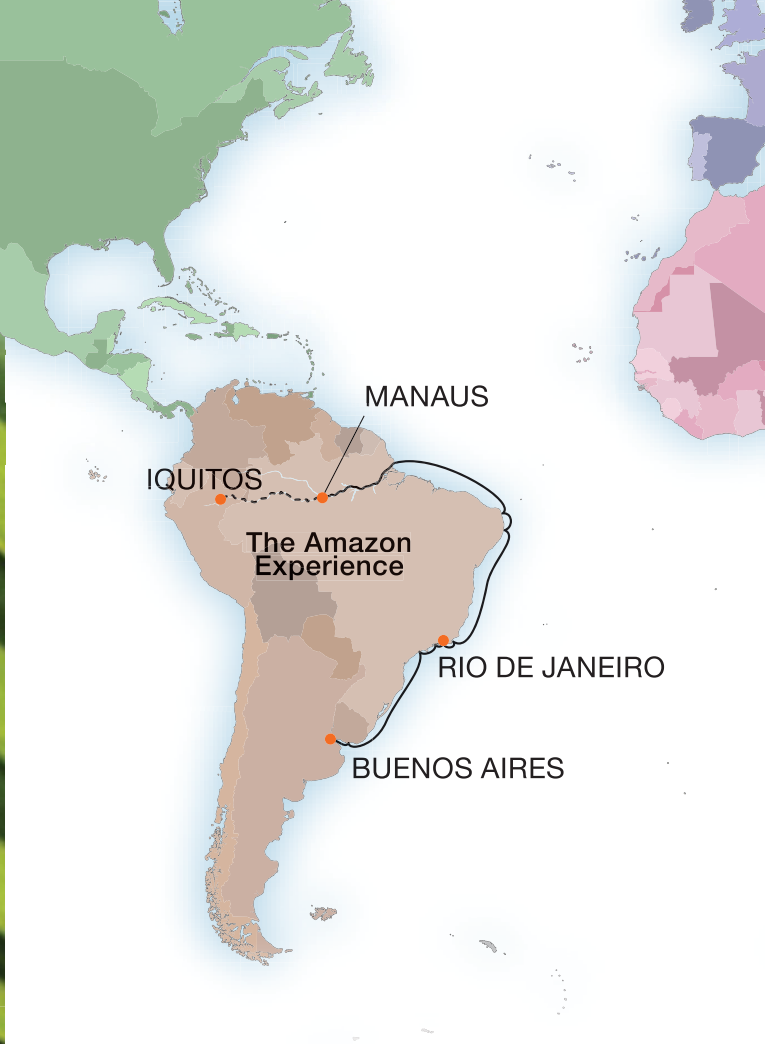 MANAUS
IQUITOS
The Amazon
Experience
RIO DE JANEIRO
BUENOS AIRES